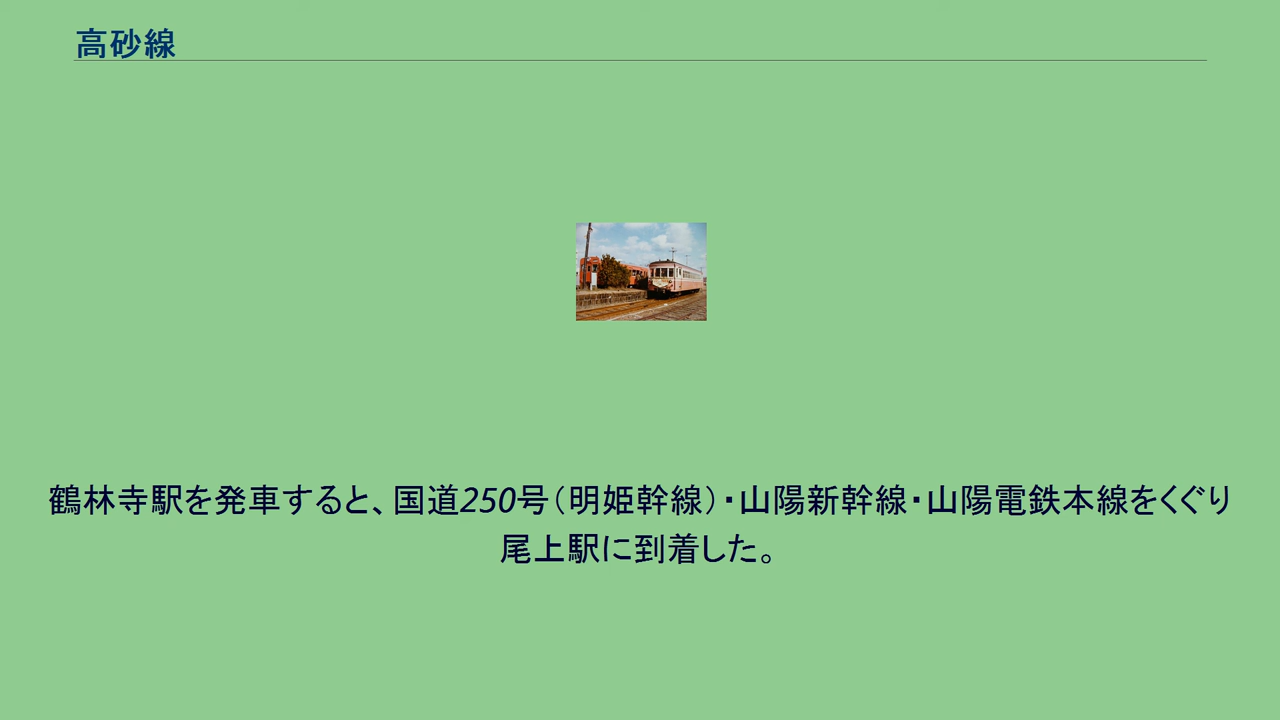 高砂線
鶴林寺駅を発車すると、国道250号（明姫幹線）・山陽新幹線・山陽電鉄本線をくぐり
尾上駅に到着した。